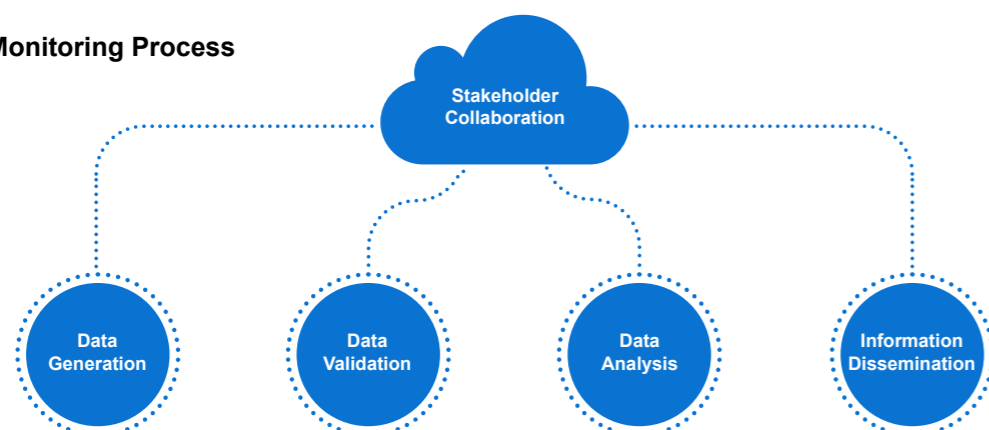 Monitoring Process
Stakeholder
Collaboration
Data
Generation
Data
Validation
Data
Analysis
Information
Dissemination